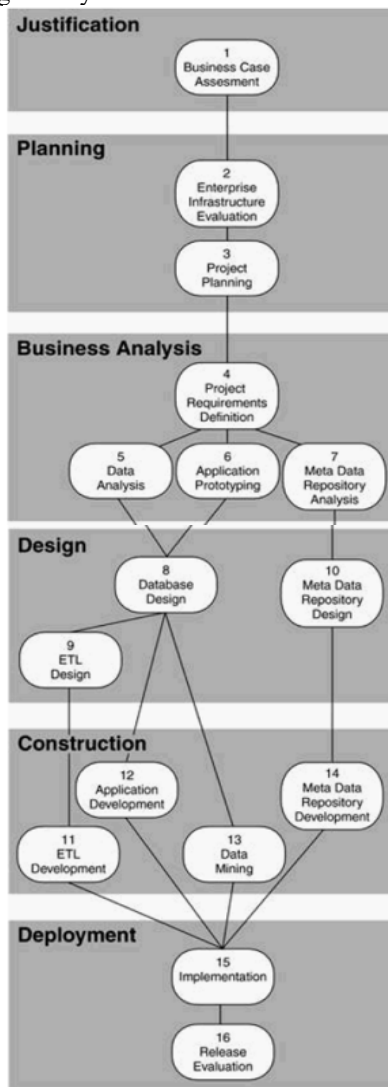 Justification
1
Business Case
Assesment
Planning
2
Enterprise
Infrastructure
Evaluation
3
Project
Planning
Business Analysis
4
Project
Requirements
Definition
5
Data
Analysis
6
Application
Prototyping
7
Meta Data
Repository
Analysis
Design
8
Database
Design
10
Meta Data
Repository
Design
9
ETL
Design
Construction
12
Application
Development
14
Meta Data
Repository
Development
11
ETL
Development
13
Data
Mining
Deployment
15
Implementation
16
Release
Evaluation